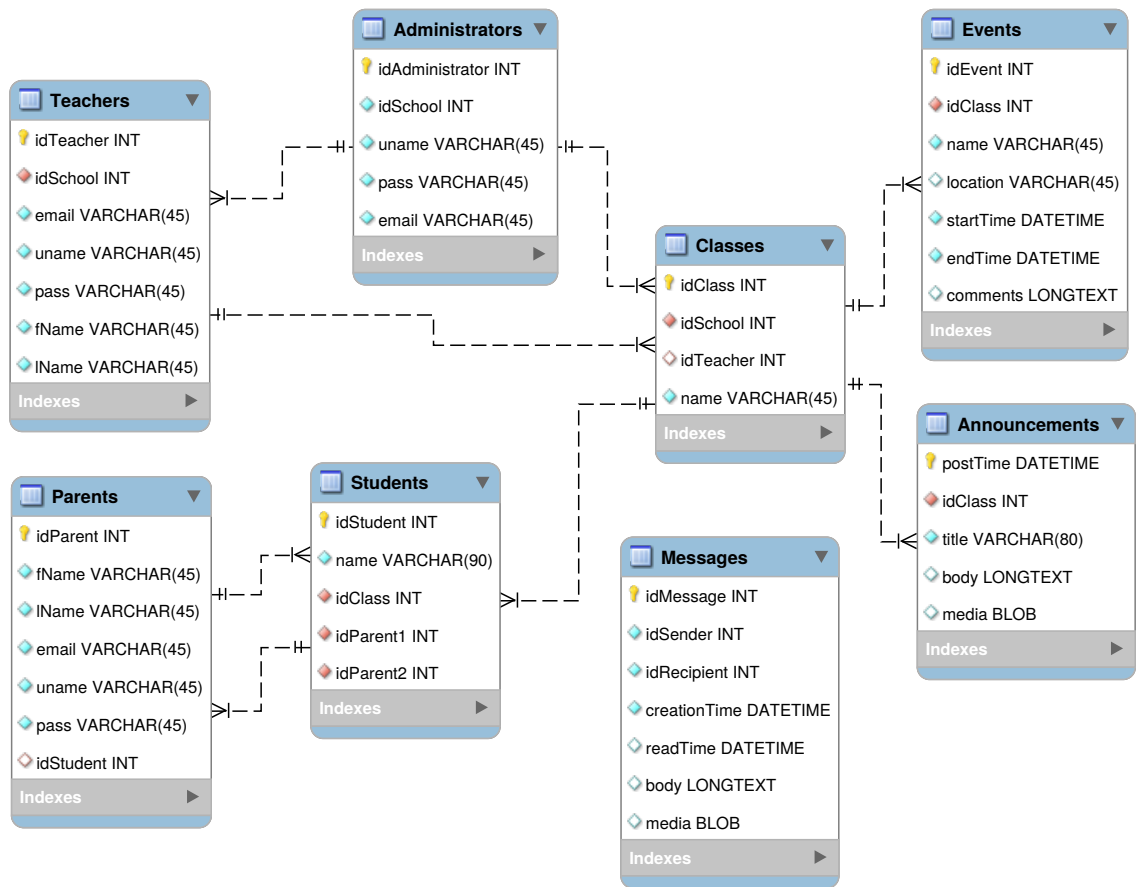 Administrators
idAdministrator INT
idSchool INT
uname VARCHAR(45)
pass VARCHAR(45)
email VARCHAR(45)
Indexes
Events
idEvent INT
idClass INT
name VARCHAR(45)
location VARCHAR(45)
startTime DATETIME
endTime DATETIME
comments LONGTEXT
Indexes
Teachers
idTeacher INT
idSchool INT
email VARCHAR(45)
uname VARCHAR(45)
pass VARCHAR(45)
fName VARCHAR(45)
lName VARCHAR(45)
Indexes
Classes
idClass INT
idSchool INT
idTeacher INT
name VARCHAR(45)
Indexes
Announcements
postTime DATETIME
idClass INT
title VARCHAR(80)
body LONGTEXT
media BLOB
Indexes
Parents
idParent INT
fName VARCHAR(45)
lName VARCHAR(45)
email VARCHAR(45)
uname VARCHAR(45)
pass VARCHAR(45)
idStudent INT
Indexes
Students
idStudent INT
name VARCHAR(90)
idClass INT
idParent1 INT
idParent2 INT
Indexes
Messages
idMessage INT
idSender INT
idRecipient INT
creationTime DATETIME
readTime DATETIME
body LONGTEXT
media BLOB
Indexes